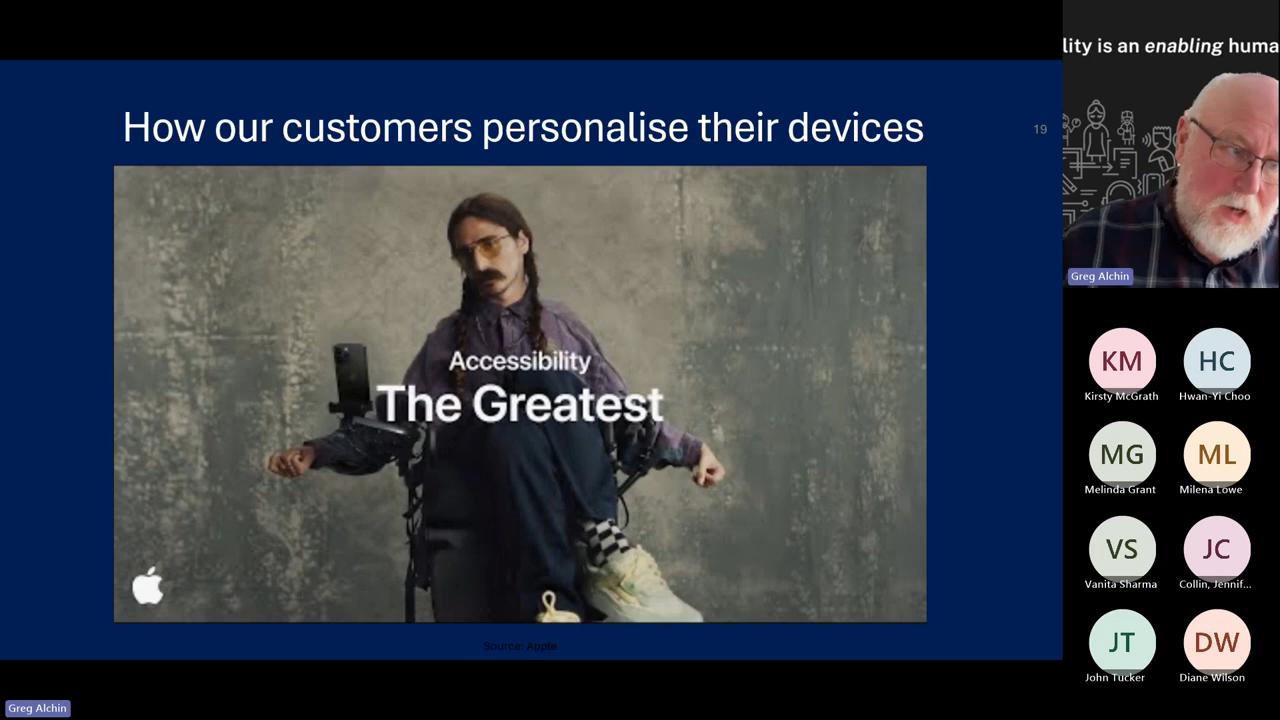 How our customers personalise their devices
19
Accessibility
The Greatest
Source: Apple
lity is an enabling huma
Greg Alchin
KM
Kirsty McGrath
HC
Hwan-Yi Choo
MG
Melinda Grant
ML
Milena Lowe
VS
Vanita Sharma
JC
Collin, Jennif...
JT
John Tucker
DW
Diane Wilson
Greg Alchin